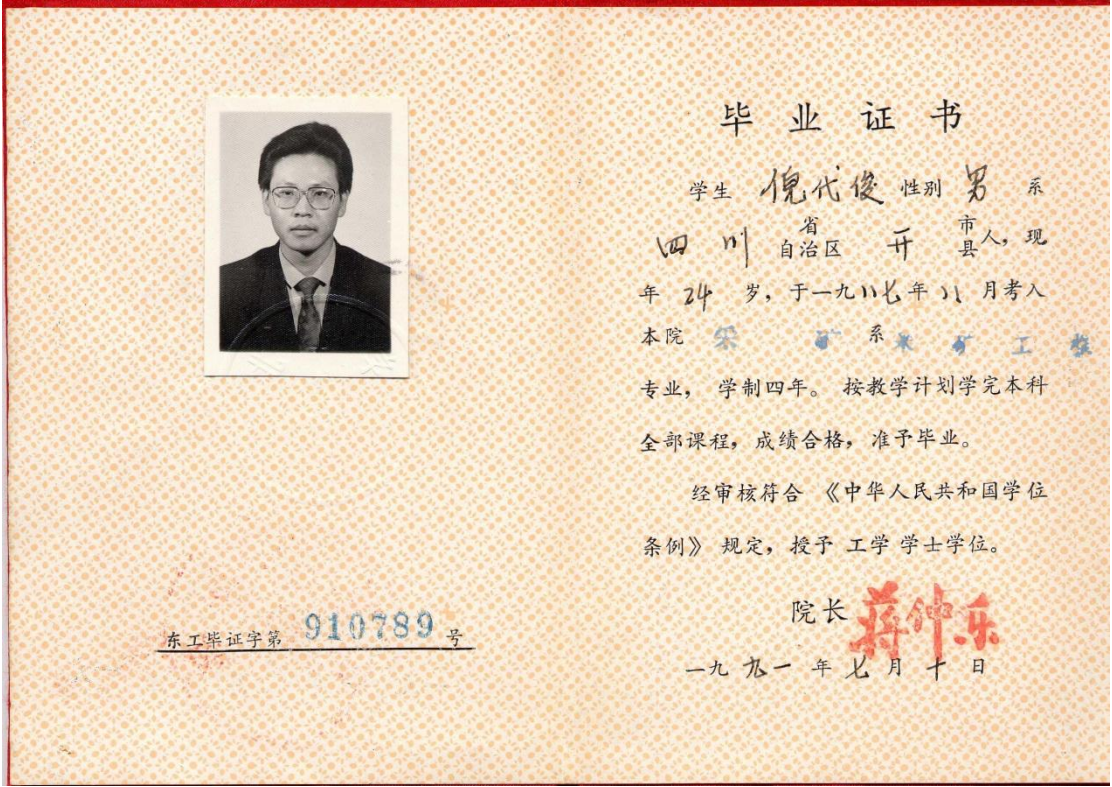 东工毕证字第 910789 号
毕业证书
学生 倪代俊 性别 男 系
四川 省自治区 开 市县人，现
年 24 岁，于一九八七年 八 月考入
本院 采 矿 系 采 矿 工 程
专业，学制四年。按教学计划学完本科
全部课程，成绩合格，准予毕业。
经审核符合《中华人民共和国学位
条例》规定，授予 工学 学士学位。
院长 蒋仲乐
一九九一年七月十日